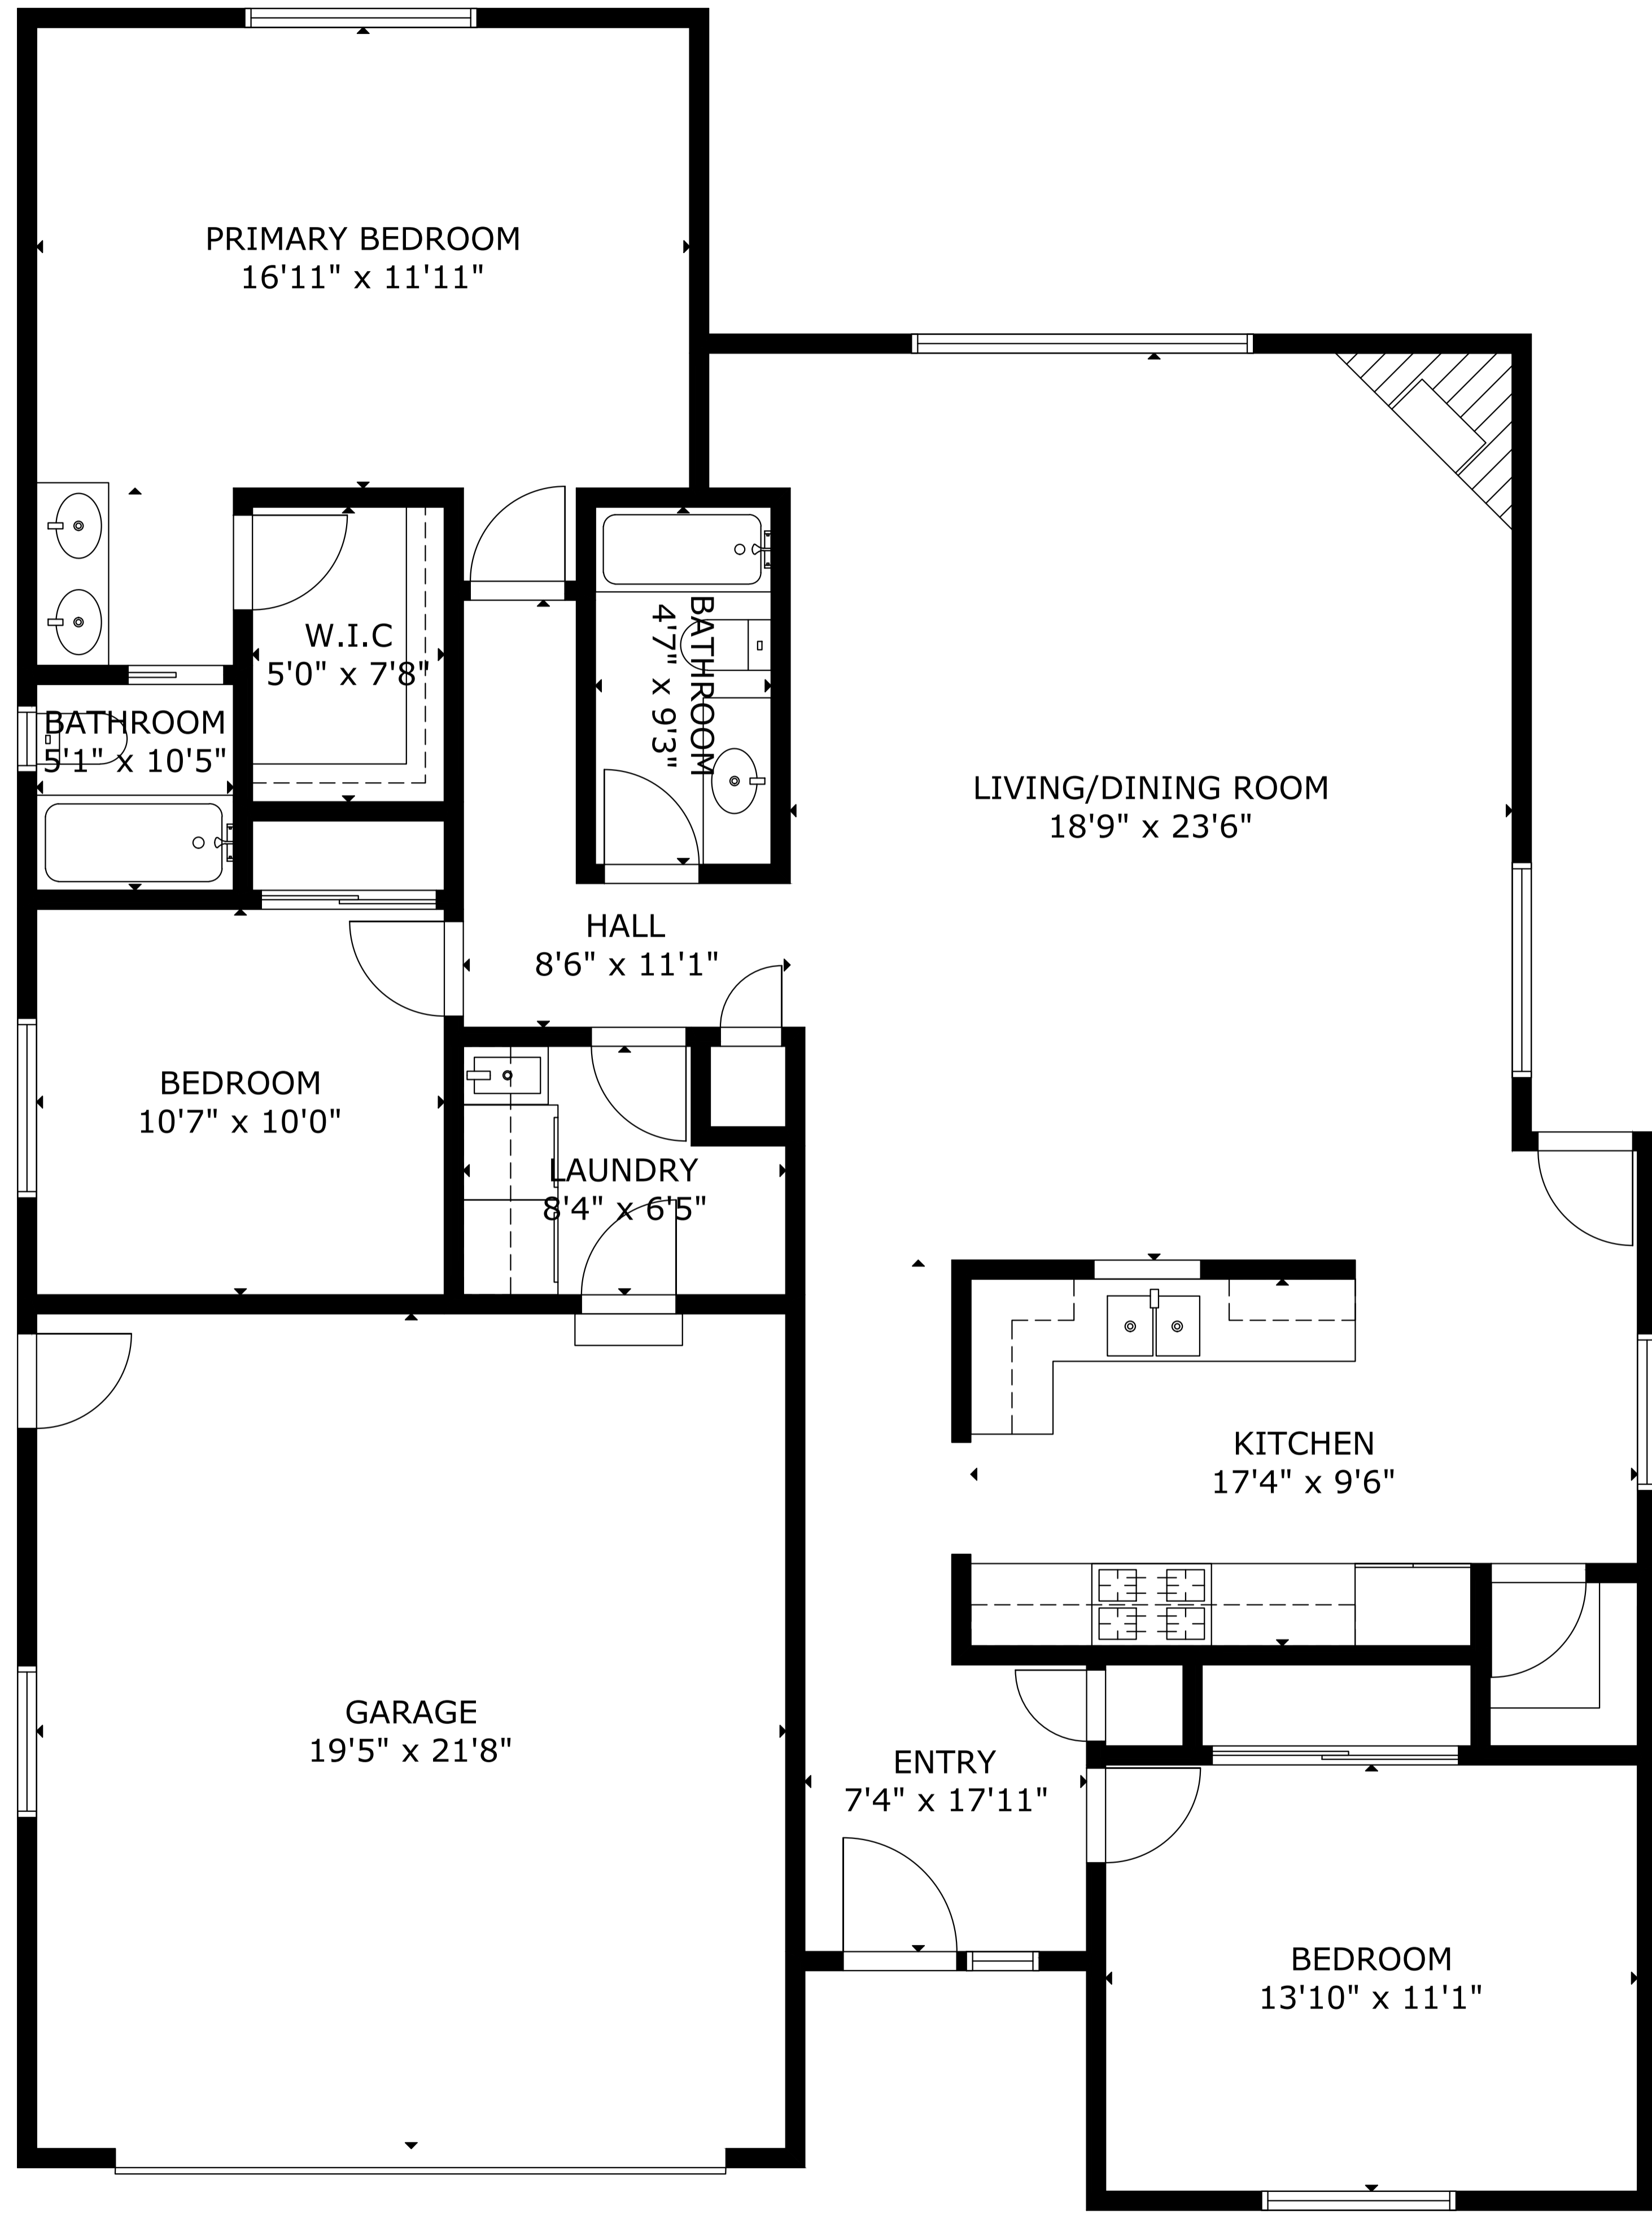 PRIMARY BEDROOM
16'11" x 11'11"
W.I.C
5'0" x 7'8"
BATHROOM
4'7" x 9'3"
BATHROOM
5'1" x 10'5"
LIVING/DINING ROOM
18'9" x 23'6"
HALL
8'6" x 11'1"
BEDROOM
10'7" x 10'0"
LAUNDRY
8'4" x 6'5"
KITCHEN
17'4" x 9'6"
GARAGE
19'5" x 21'8"
ENTRY
7'4" x 17'11"
BEDROOM
13'10" x 11'1"